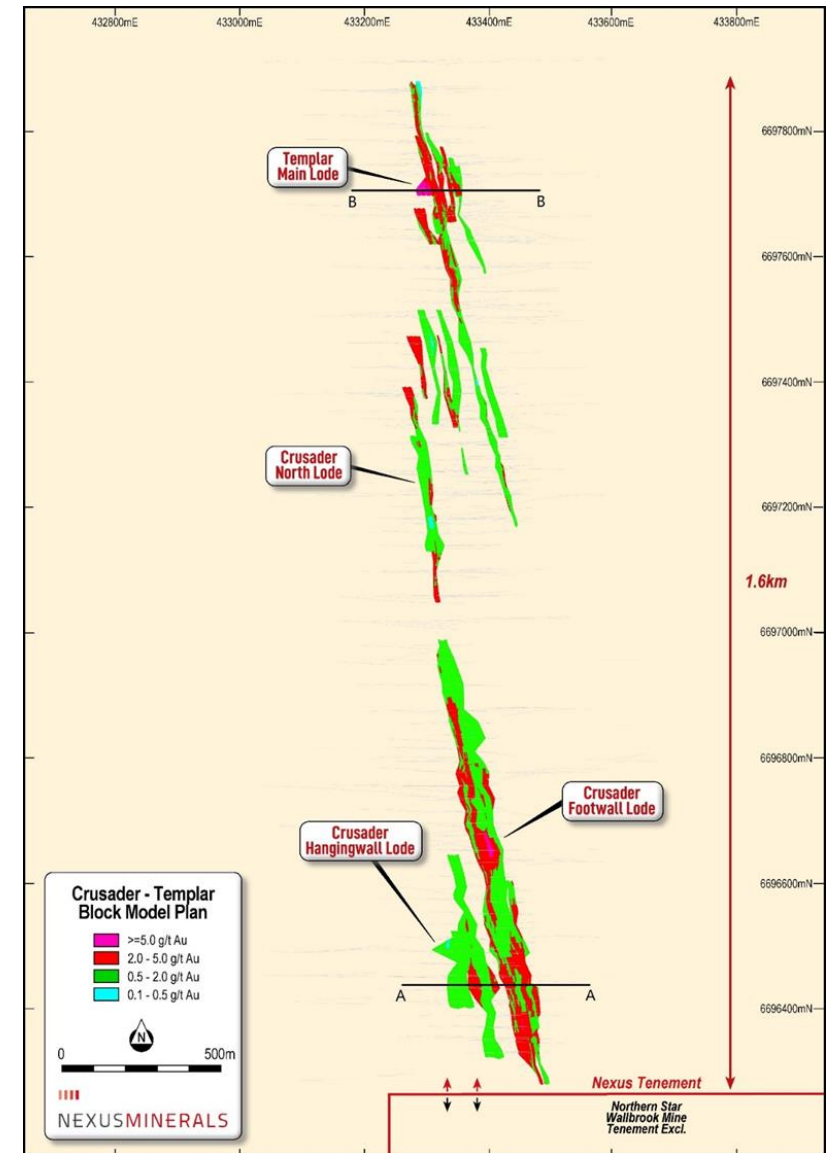 432800mE
433000mE
433200mE
433400mE
433600mE
433800mE
6697800mN
Templar
Main Lode
B
B
6697600mN
6697400mN
Crusader
North Lode
6697200mN
1.6km
6697000mN
6696800mN
Crusader
Footwall Lode
Crusader
Hangingwall Lode
6696600mN
Crusader - Templar
Block Model Plan
>=5.0 g/t Au
2.0 - 5.0 g/t Au
0.5 - 2.0 g/t Au
0.1 - 0.5 g/t Au
N
0
500m
NEXUSMINERALS
A
A
6696400mN
Nexus Tenement
Northern Star
Wallbrook Mine
Tenement Excl.